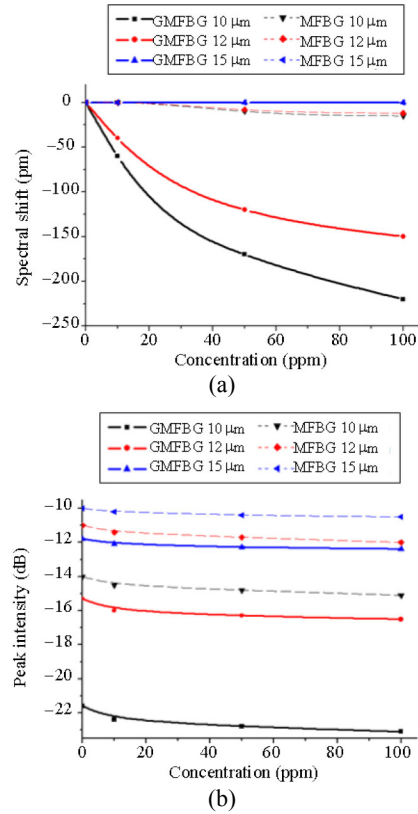 (a)
GMFBG 10 μm MFBG 10 μm
GMFBG 12 μm MFBG 12 μm
GMFBG 15 μm MFBG 15 μm
Spectral shift (pm)
0
−50
−100
−150
−200
−250
0 20 40 60 80 100
Concentration (ppm)
(a)
GMFBG 10 μm MFBG 10 μm
GMFBG 12 μm MFBG 12 μm
GMFBG 15 μm MFBG 15 μm
Peak intensity (dB)
−10
−12
−14
−16
−18
−20
−22
0 20 40 60 80 100
Concentration (ppm)
(b)